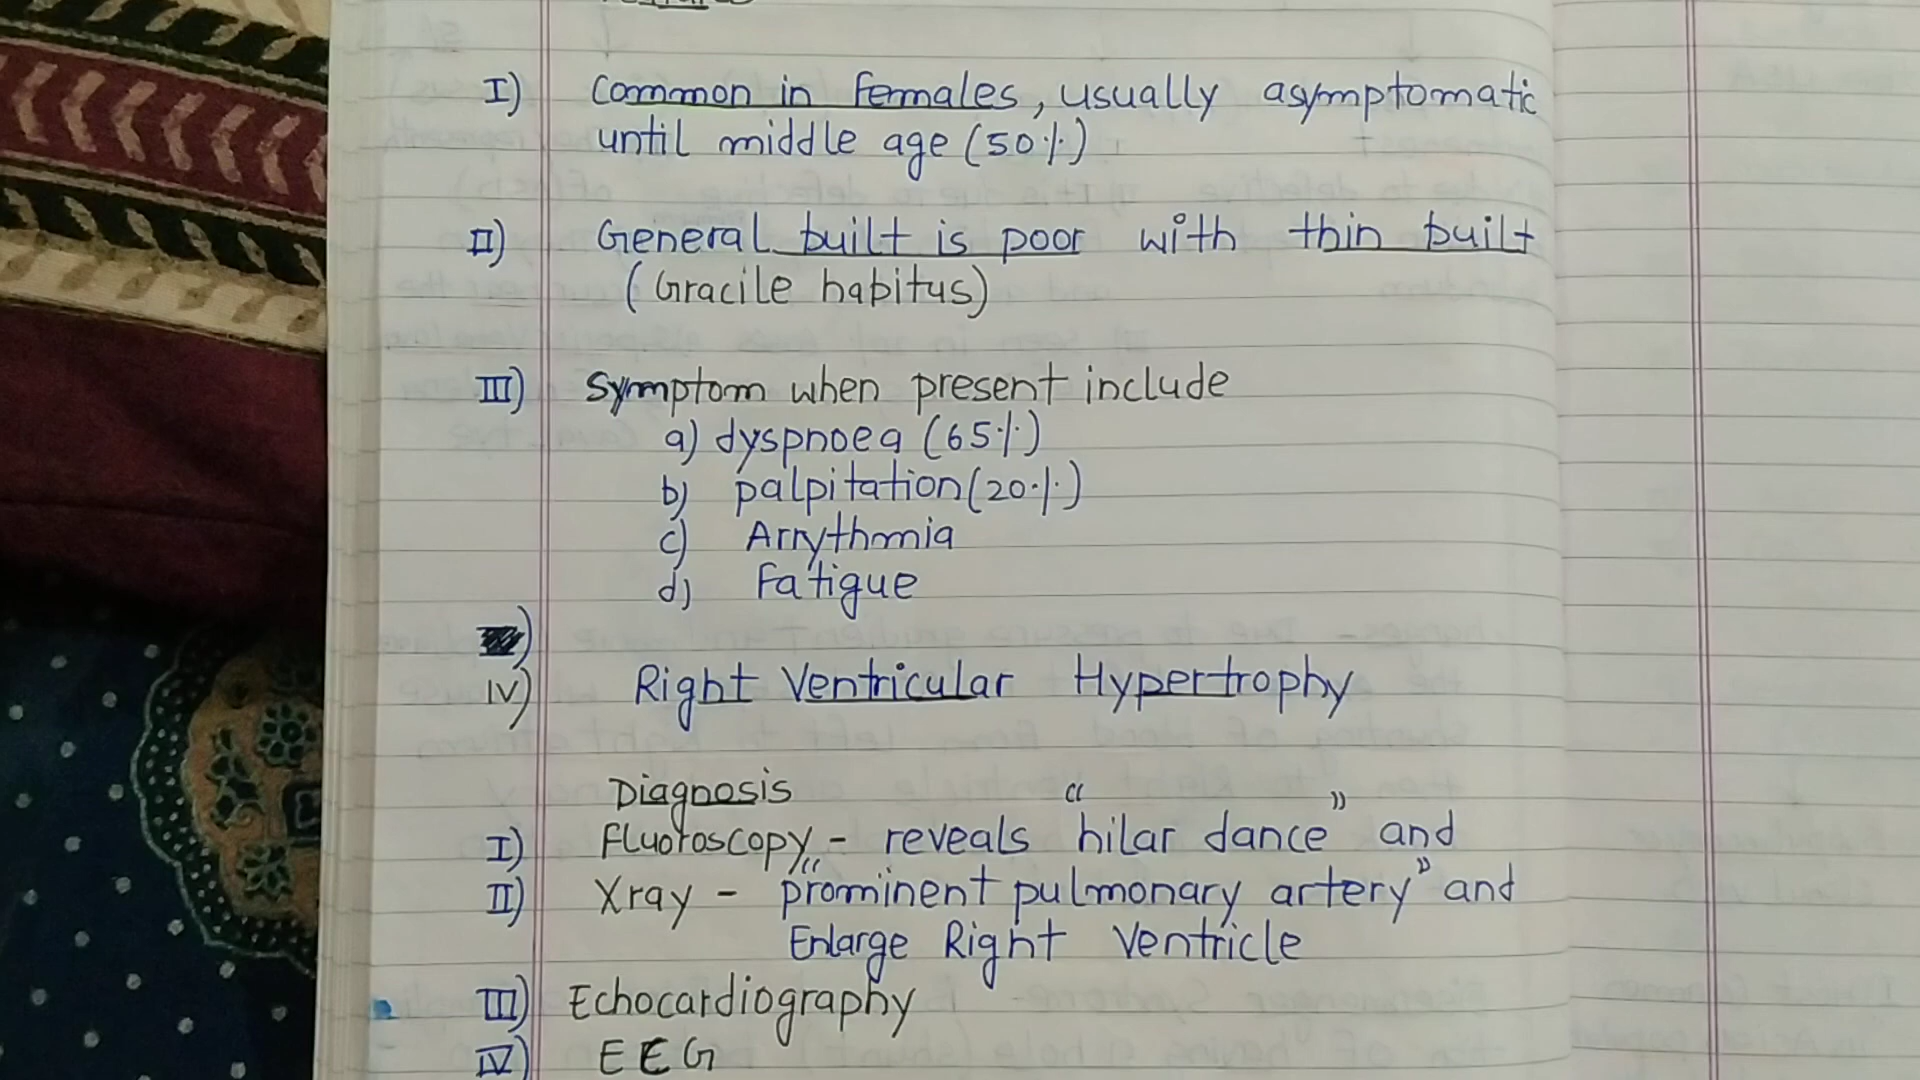 I) Common in females, usually asymptomatic
until middle age (50%)
II) General built is poor with thin built
(Gracile habitus)
III) Symptom when present include
a) dyspnoea (65%)
b) palpitation (20%)
c) Arrythmia
d) Fatigue
IV) Right Ventricular Hypertrophy
Diagnosis
I) Fluoroscopy - reveals "hilar dance" and
II) Xray - "prominent pulmonary artery" and
Enlarge Right Ventricle
III) Echocardiography
IV) EEG